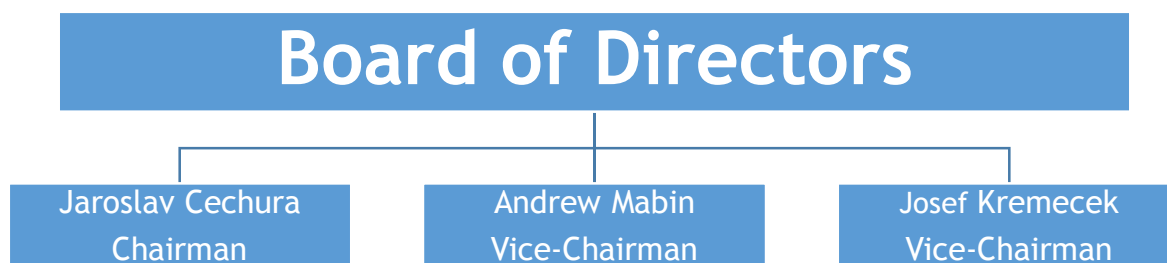 Board of Directors
Jaroslav Cechura
Chairman
Andrew Mabin
Vice-Chairman
Josef Kremecek
Vice-Chairman